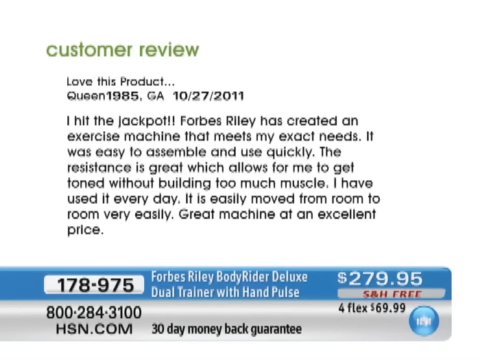 customer review
Love this Product...
Queen1985, GA 10/27/2011
I hit the jackpot!! Forbes Riley has created an
exercise machine that meets my exact needs. It
was easy to assemble and use quickly. The
resistance is great which allows for me to get
toned without building too much muscle. I have
used it every day. It is easily moved from room to
room very easily. Great machine at an excellent
price.
178-975
Forbes Riley BodyRider Deluxe
Dual Trainer with Hand Pulse
$279.95
S&H FREE
800·284·3100
HSN.COM
30 day money back guarantee
4 flex $69.99